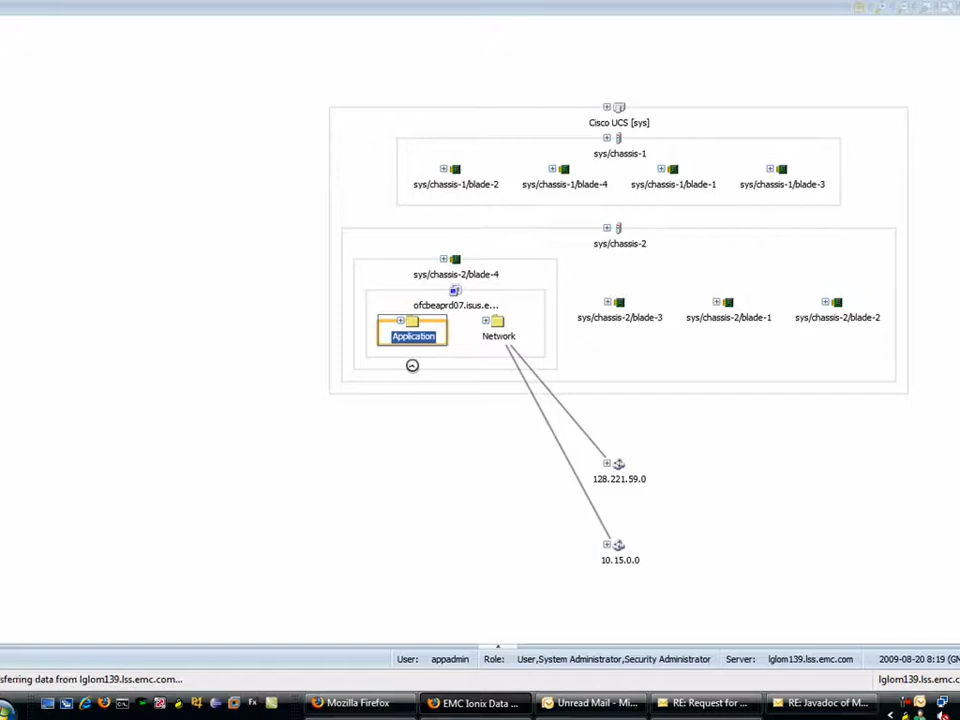 Cisco UCS [sys]
sys/chassis-1
sys/chassis-1/blade-2
sys/chassis-1/blade-4
sys/chassis-1/blade-1
sys/chassis-1/blade-3
sys/chassis-2
sys/chassis-2/blade-4
ofcbeaprd07.isus.e...
sys/chassis-2/blade-3
sys/chassis-2/blade-1
sys/chassis-2/blade-2
Application
Network
128.221.59.0
10.15.0.0
User: appadmin Role: User,System Administrator,Security Administrator Server: lglom139.lss.emc.com 2009-08-20 8:19 (GM
sferring data from lglom139.lss.emc.com... lglom139.lss.emc.c
Mozilla Firefox
EMC Ionix Data ...
Unread Mail - Mi...
RE: Request for ...
RE: Javadoc of M...